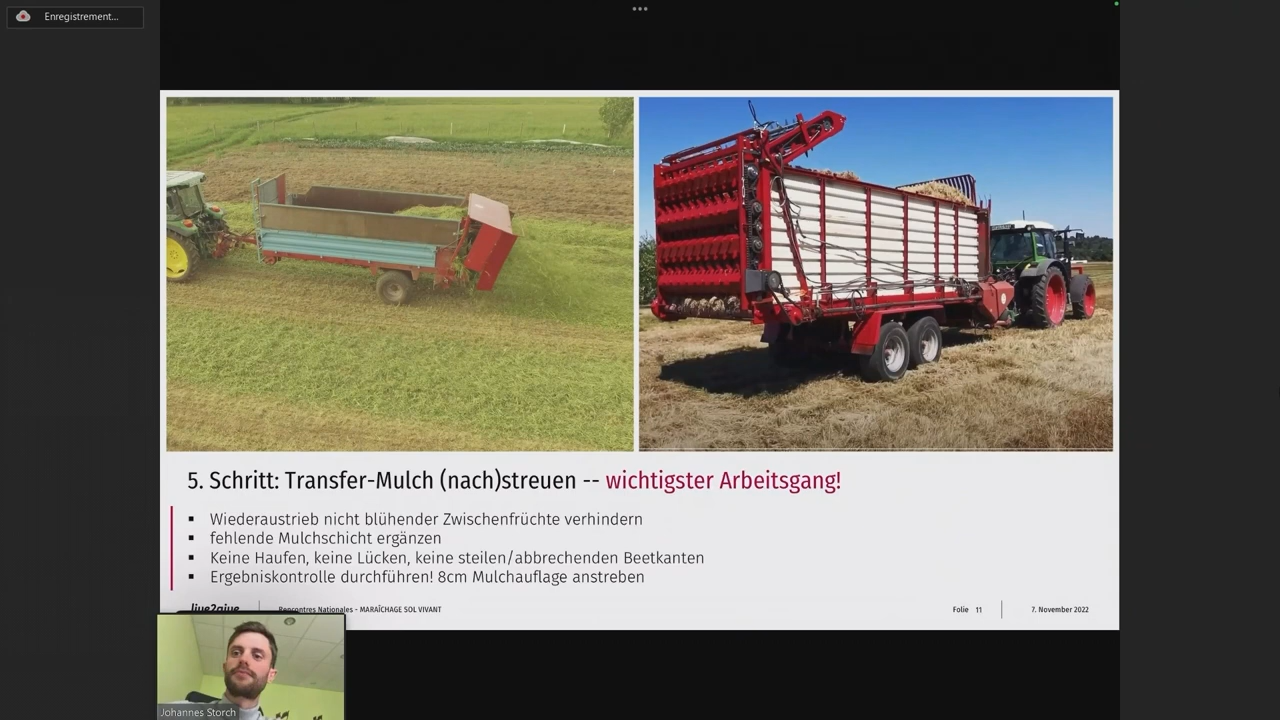 Enregistrement...
5. Schritt: Transfer-Mulch (nach)streuen -- wichtigster Arbeitsgang!
▪ Wiederaustrieb nicht blühender Zwischenfrüchte verhindern
▪ fehlende Mulchschicht ergänzen
▪ Keine Haufen, keine Lücken, keine steilen/abbrechenden Beetkanten
▪ Ergebniskontrolle durchführen! 8cm Mulchauflage anstreben
live2give Rencontres Nationales - MARAÎCHAGE SOL VIVANT Folie 11 7. November 2022
Johannes Storch